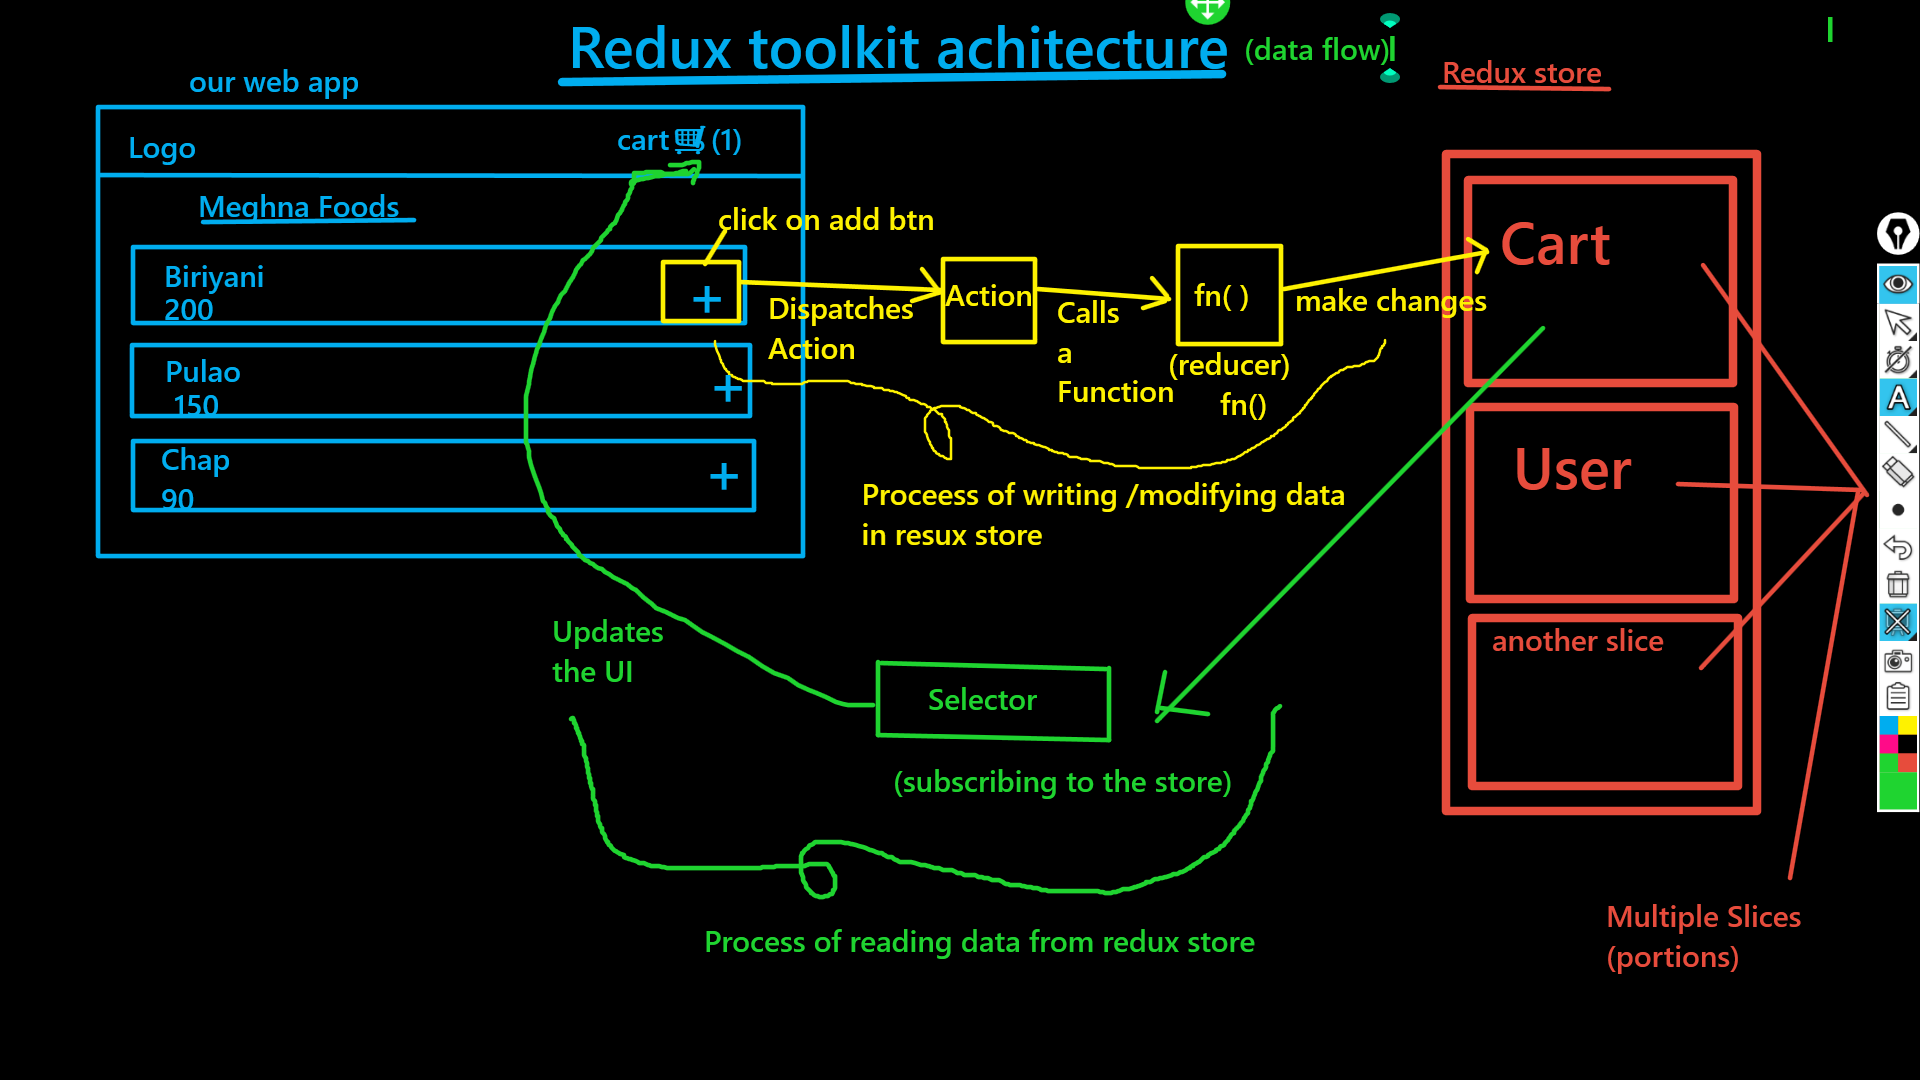 Redux toolkit achitecture (data flow)
our web app
Redux store
Logo
cart (1)
Meghna Foods
click on add btn
Biriyani
200
+
Dispatches
Action
Action
Calls
a
Function
fn( )
(reducer)
fn()
make changes
Cart
Pulao
150
+
Chap
90
+
User
Proceess of writing /modifying data
in resux store
another slice
Updates
the UI
Selector
(subscribing to the store)
Process of reading data from redux store
Multiple Slices
(portions)
A